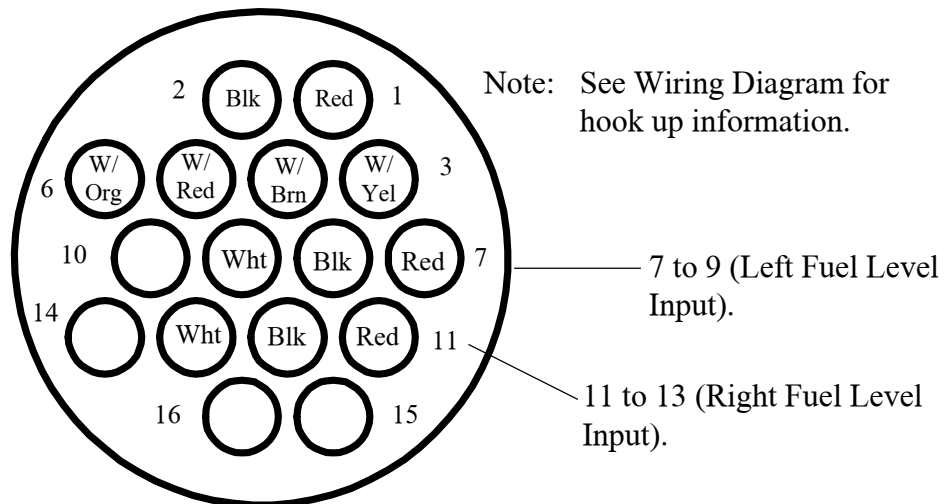 2 Blk Red 1
Note: See Wiring Diagram for
hook up information.
6 W/ Org W/ Red W/ Brn W/ Yel 3
10 Wht Blk Red 7
7 to 9 (Left Fuel Level
Input).
14 Wht Blk Red 11
11 to 13 (Right Fuel Level
Input).
16 15